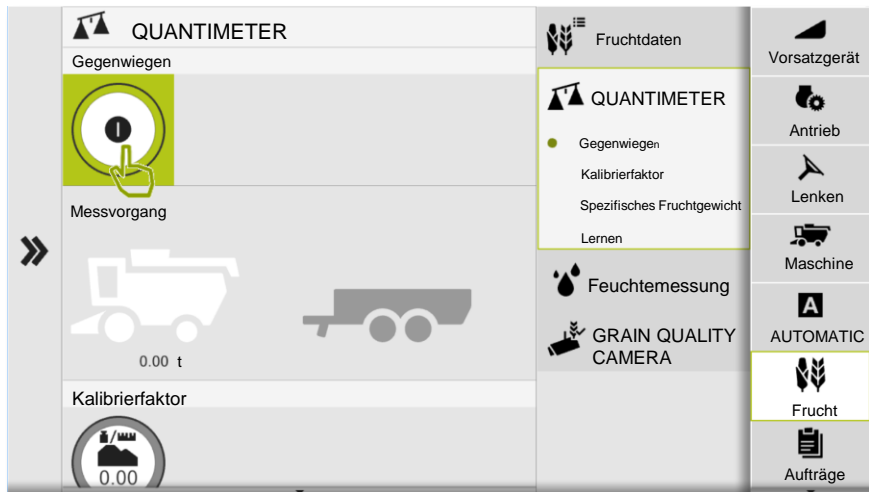 QUANTIMETER
Gegenwiegen
Messvorgang
0.00 t
Kalibrierfaktor
0.00
Fruchtdaten
QUANTIMETER
Gegenwiegen
Kalibrierfaktor
Spezifisches Fruchtgewicht
Lernen
Feuchtemessung
GRAIN QUALITY
CAMERA
Vorsatzgerät
Antrieb
Lenken
Maschine
A
AUTOMATIC
Frucht
Aufträge